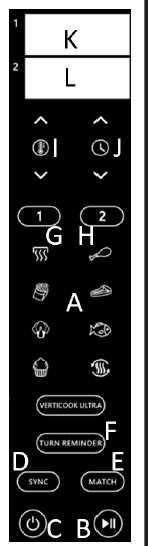 1 K
2 L
I J
1 2
G H
A
VERTICOOK ULTRA
F
TURN REMINDER
D E
SYNC MATCH
C B